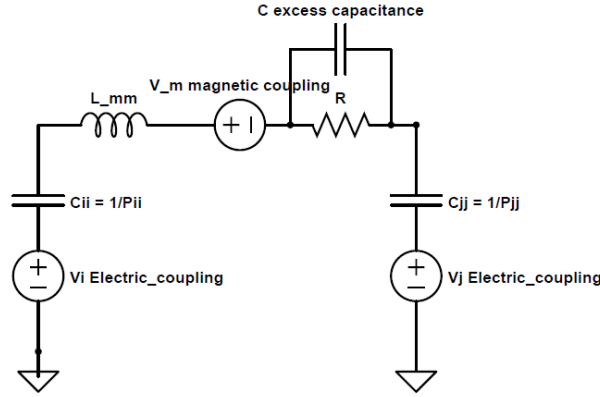 C excess capacitance
V_m magnetic coupling
L_mm
R
+ –
Cii = 1/Pii
Cjj = 1/Pjj
+
–
Vi Electric_coupling
+
–
Vj Electric_coupling